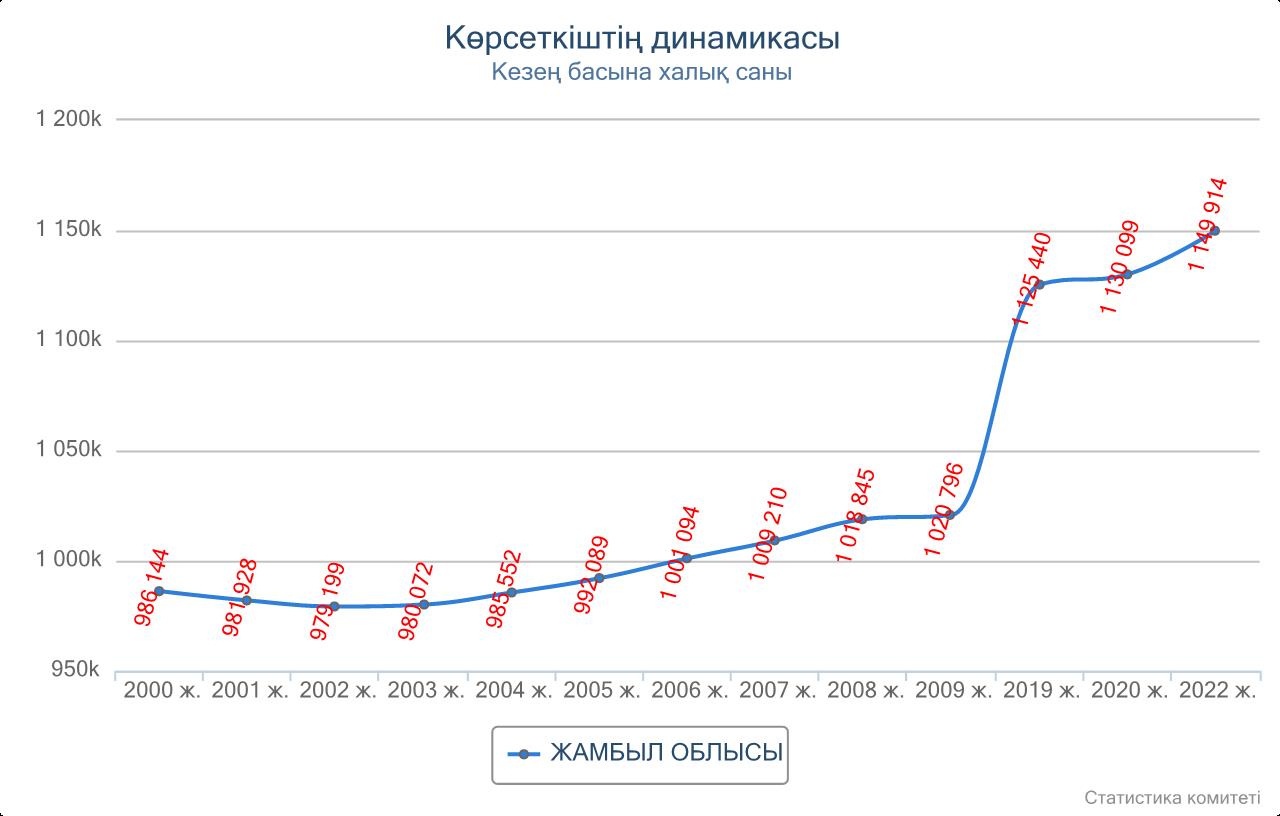 Көрсеткіштің динамикасы
Кезең басына халық саны
1 200k
1 150k
1 100k
1 050k
1 000k
950k
986 144
981 928
979 199
980 072
985 552
992 089
1 001 094
1 009 210
1 018 845
1 020 796
1 125 440
1 130 099
1 149 914
2000 ж. 2001 ж. 2002 ж. 2003 ж. 2004 ж. 2005 ж. 2006 ж. 2007 ж. 2008 ж. 2009 ж. 2019 ж. 2020 ж. 2022 ж.
ЖАМБЫЛ ОБЛЫСЫ
Статистика комитеті